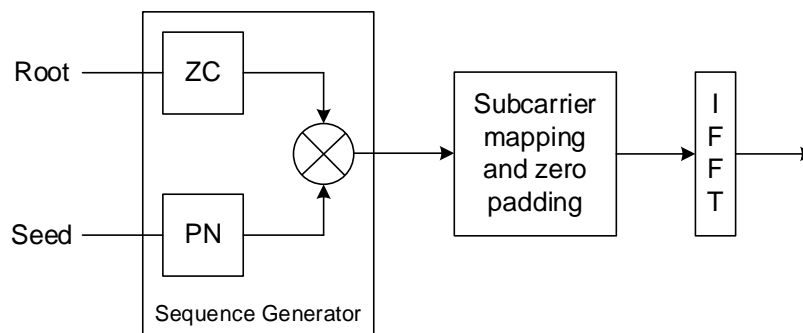 Root
ZC
Seed
PN
Sequence Generator
Subcarrier
mapping
and zero
padding
I
F
F
T